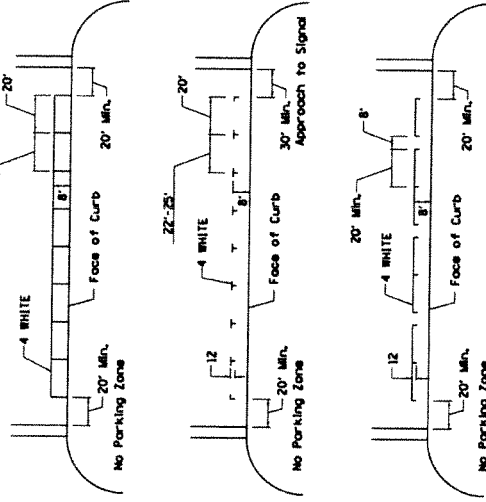 20'
4 WHITE
8'
Face of Curb
20' Min.
20' Min.
No Parking Zone
22'-25'
20'
4 WHITE
12
8'
Face of Curb
30' Min.
Approach to Signal
20' Min.
No Parking Zone
20' Min.
8'
4 WHITE
12
8'
Face of Curb
20' Min.
20' Min.
No Parking Zone